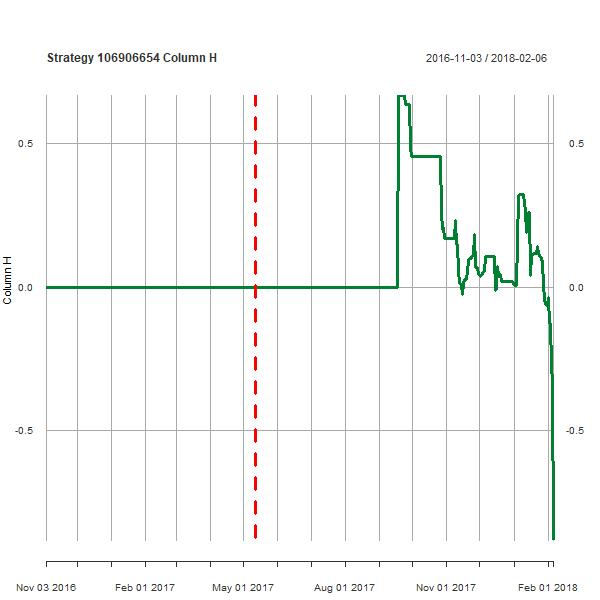 Strategy 106906654 Column H
2016-11-03 / 2018-02-06
0.5
0.5
Column H
0.0
0.0
-0.5
-0.5
Nov 03 2016
Feb 01 2017
May 01 2017
Aug 01 2017
Nov 01 2017
Feb 01 2018